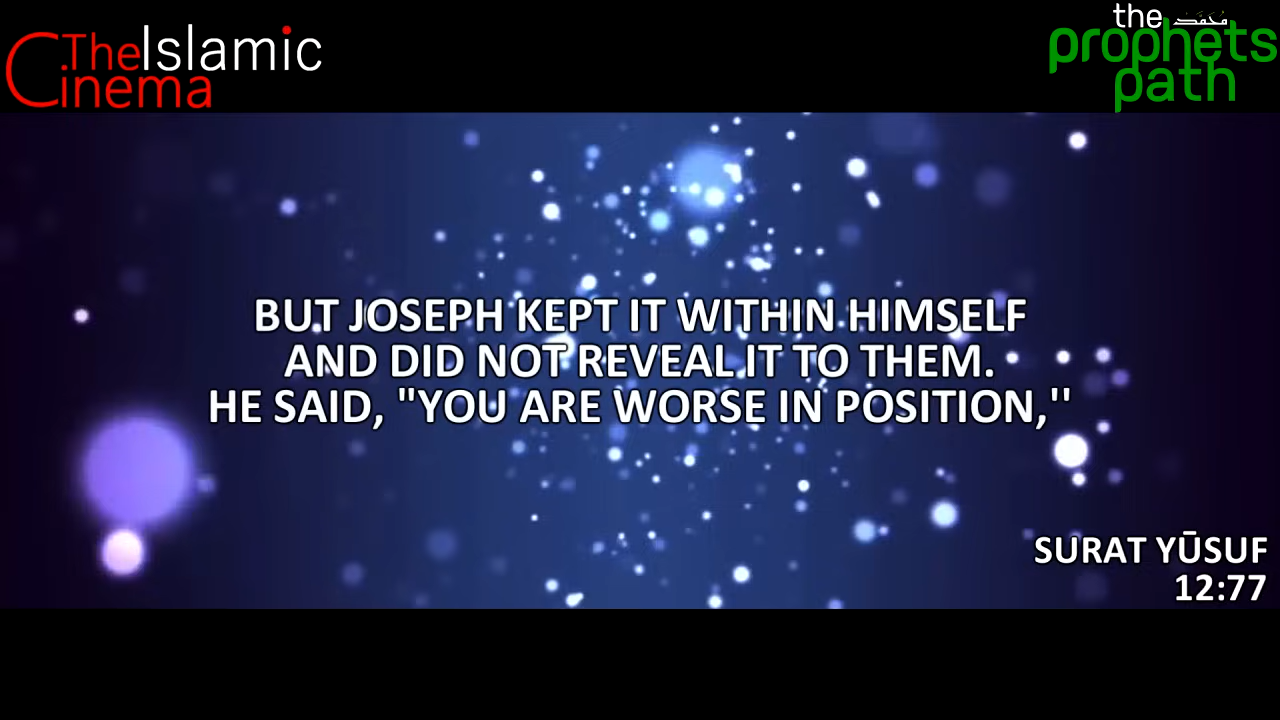 The Islamic
Cinema
the محمد
prophets
path
BUT JOSEPH KEPT IT WITHIN HIMSELF
AND DID NOT REVEAL IT TO THEM.
HE SAID, "YOU ARE WORSE IN POSITION,''
SURAT YŪSUF
12:77